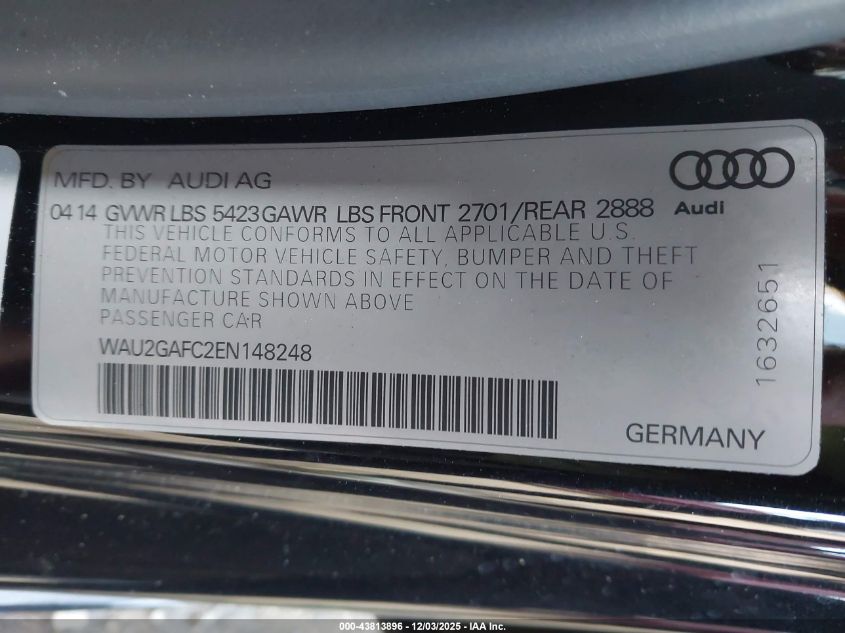 MFD. BY AUDI AG
0414 GVWR LBS 5423 GAWR LBS FRONT 2701/REAR 2888
Audi
THIS VEHICLE CONFORMS TO ALL APPLICABLE U.S.
FEDERAL MOTOR VEHICLE SAFETY, BUMPER AND THEFT
PREVENTION STANDARDS IN EFFECT ON THE DATE OF
MANUFACTURE SHOWN ABOVE
PASSENGER CAR
WAU2GAFC2EN148248
1632651
GERMANY
000-43813896 - 12/03/2025 - IAA Inc.